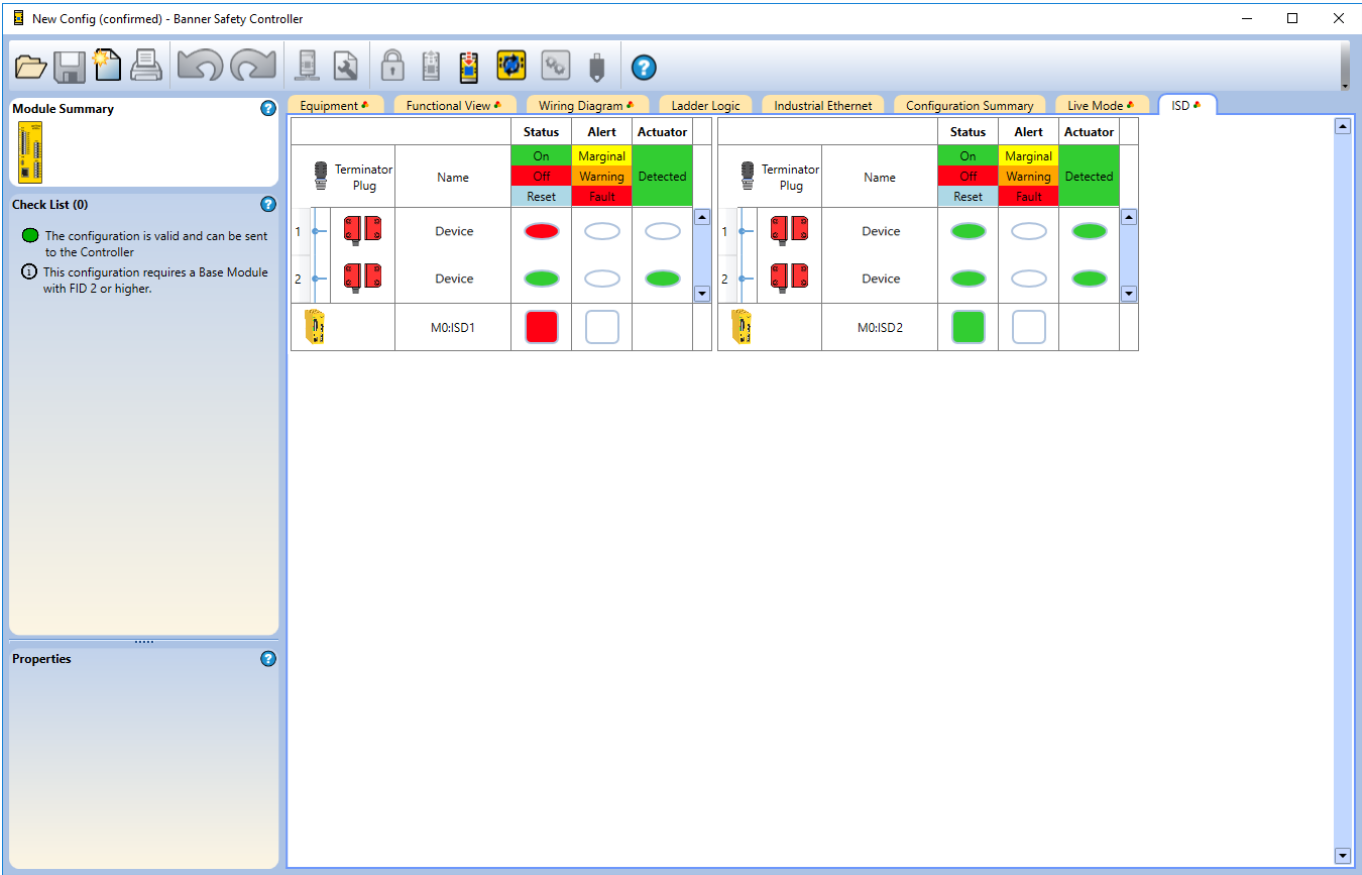 New Config (confirmed) - Banner Safety Controller
Module Summary
Check List (0)
The configuration is valid and can be sent
to the Controller
This configuration requires a Base Module
with FID 2 or higher.
Properties
Equipment Functional View Wiring Diagram Ladder Logic Industrial Ethernet Configuration Summary Live Mode ISD
Status Alert Actuator
Terminator
Plug
Name
On
Off
Reset
Marginal
Warning
Fault
Detected
1 Device
2 Device
M0:ISD1
Status Alert Actuator
Terminator
Plug
Name
On
Off
Reset
Marginal
Warning
Fault
Detected
1 Device
2 Device
M0:ISD2